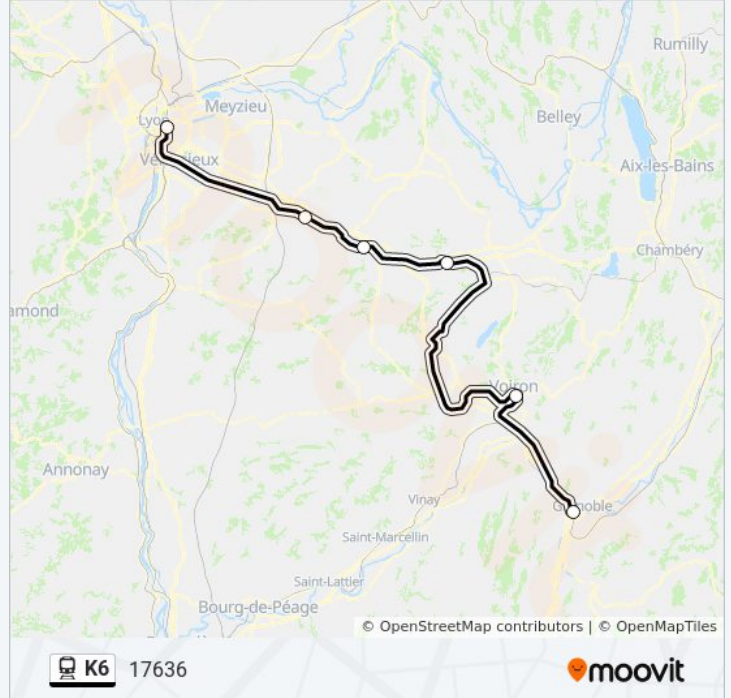 Rumilly
Meyzieu
Lyon
Belley
Vénissieux
Aix-les-Bains
Chambéry
amond
Voiron
Annonay
Vinay
Grenoble
Saint-Marcellin
Saint-Lattier
Bourg-de-Péage
© OpenStreetMap contributors | © OpenMapTiles
K6 17636 moovit